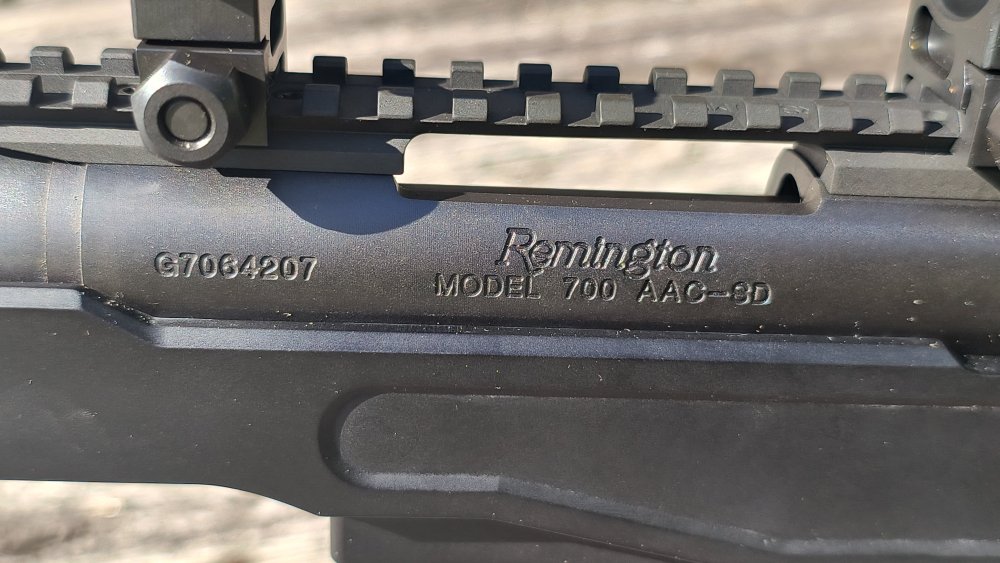 G7064207
Remington
MODEL 700 AAC-SD